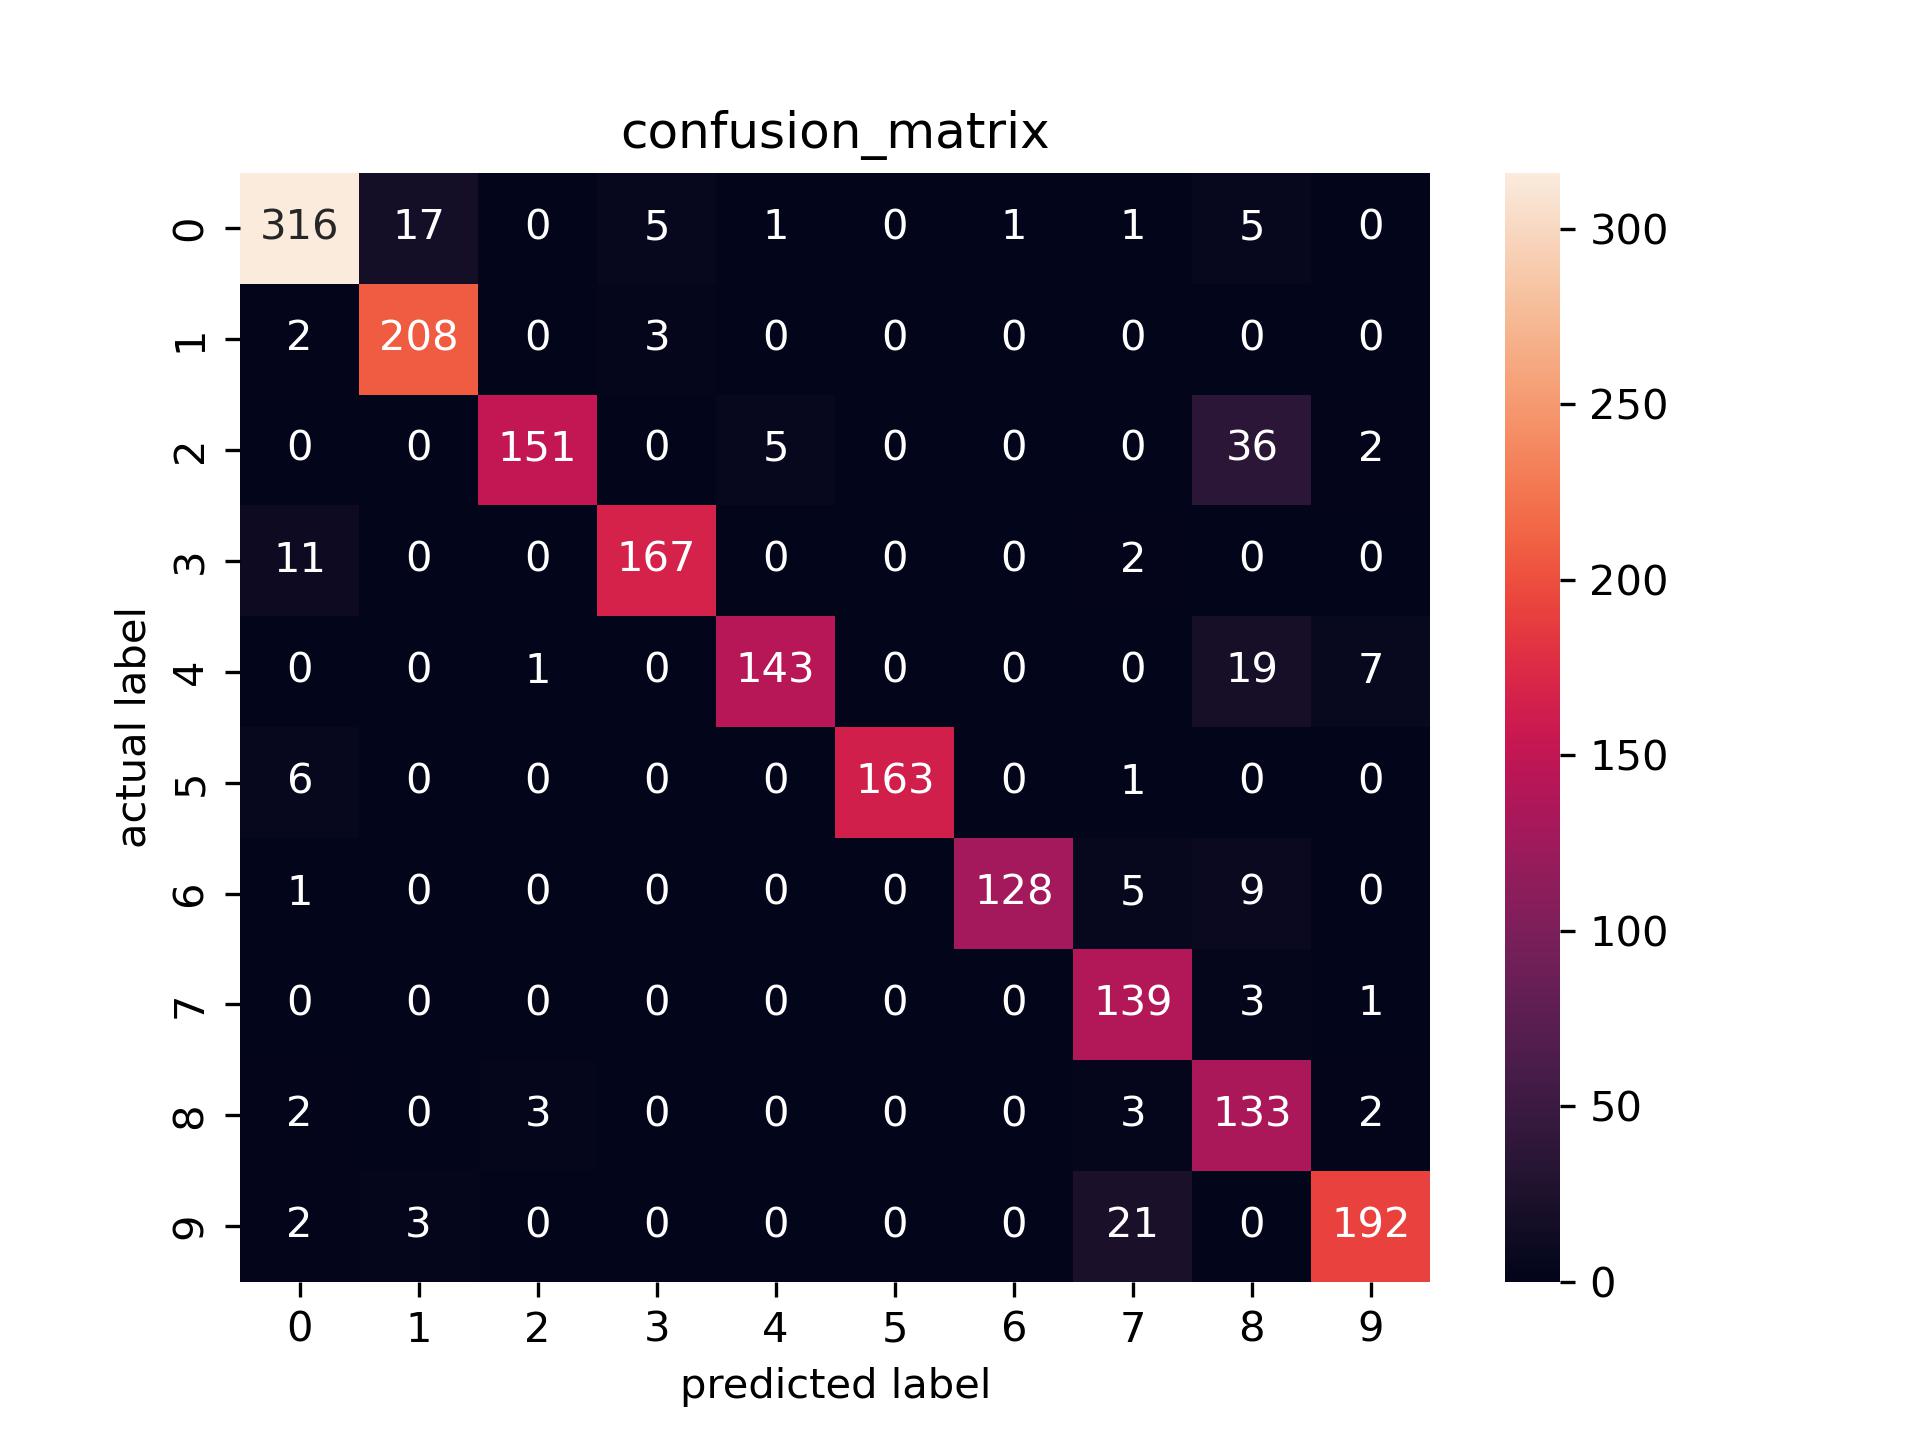 confusion_matrix
0 316 17 0 5 1 0 1 1 5 0
1 2 208 0 3 0 0 0 0 0 0
2 0 0 151 0 5 0 0 0 36 2
3 11 0 0 167 0 0 0 2 0 0
4 0 0 1 0 143 0 0 0 19 7
5 6 0 0 0 0 163 0 1 0 0
6 1 0 0 0 0 0 128 5 9 0
7 0 0 0 0 0 0 0 139 3 1
8 2 0 3 0 0 0 0 3 133 2
9 2 3 0 0 0 0 0 21 0 192
0 1 2 3 4 5 6 7 8 9
predicted label
actual label
300
250
200
150
100
50
0